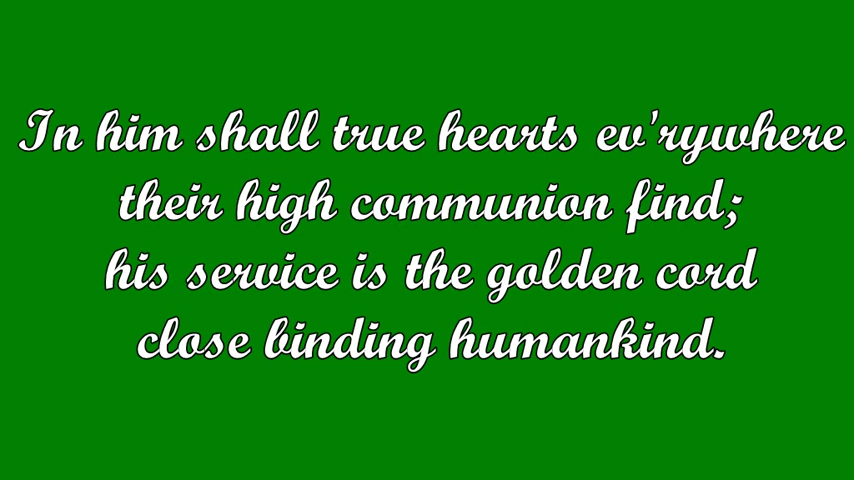 In him shall true hearts ev'rywhere
their high communion find;
his service is the golden cord
close binding humankind.